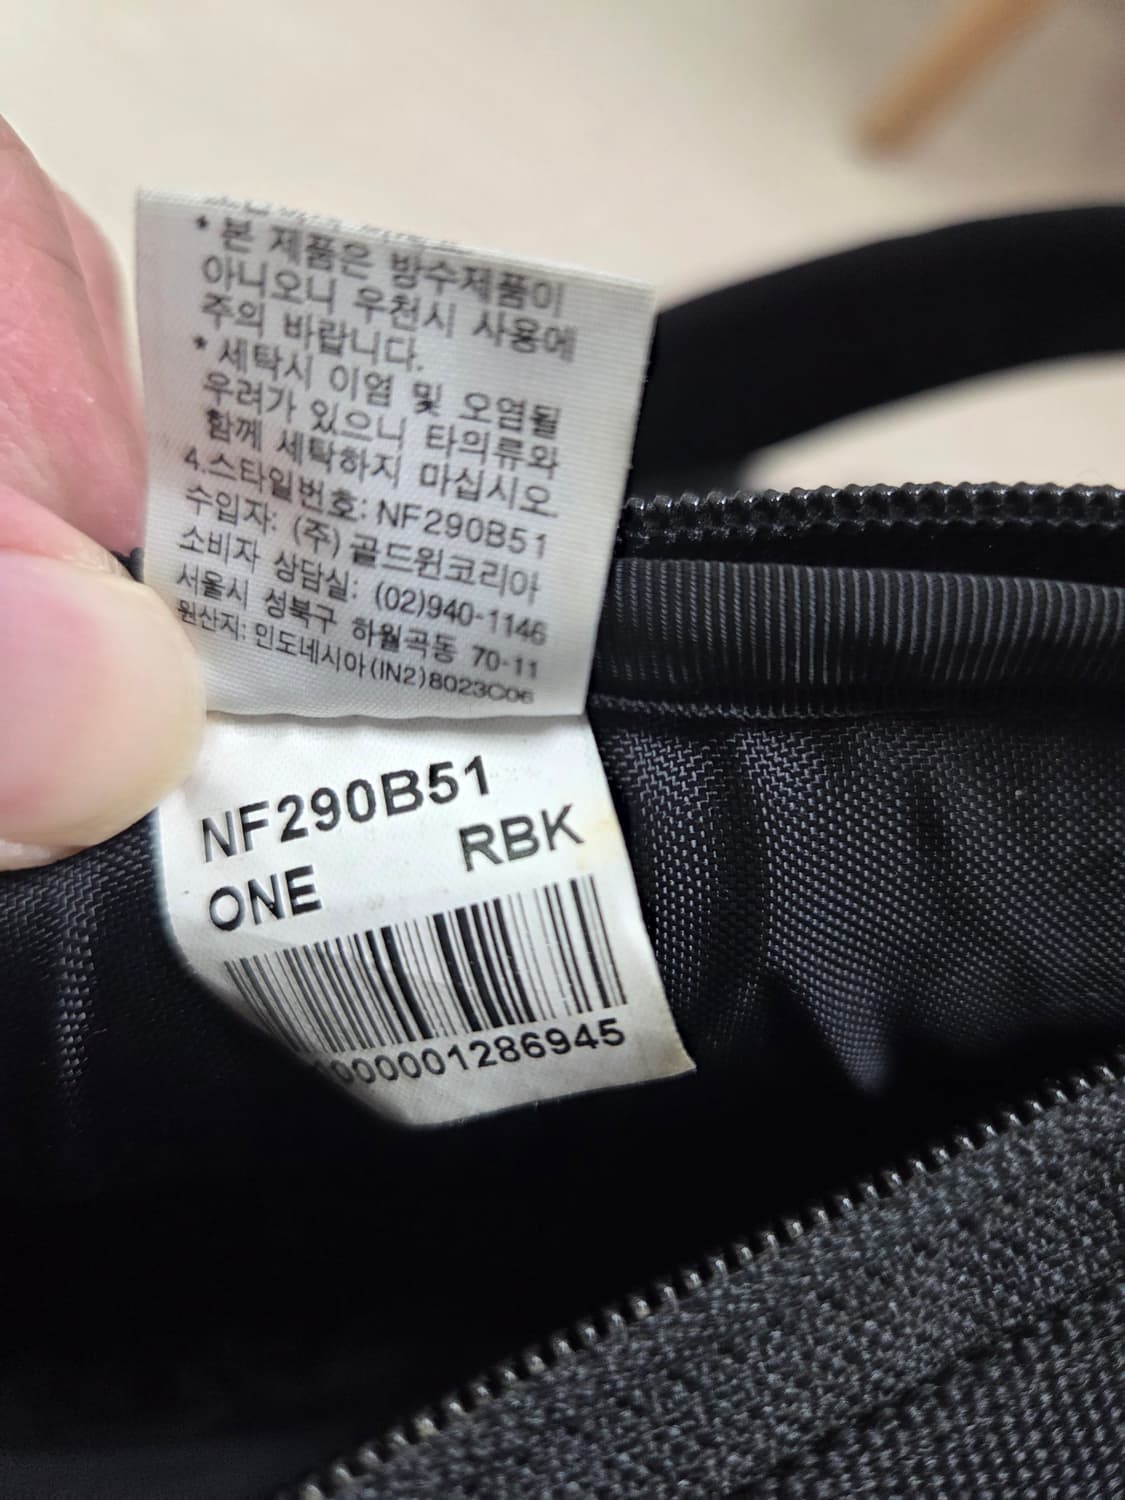 * 본 제품은 방수제품이
아니오니 우천시 사용에
주의 바랍니다.
* 세탁시 이염 및 오염될
우려가 있으니 타의류와
함께 세탁하지 마십시오
4.스타일번호: NF290B51
수입자: (주)골드윈코리아
소비자 상담실: (02)940-1146
서울시 성북구 하월곡동 70-11
원산지: 인도네시아(IN2)8023C06
NF290B51
RBK
ONE
000001286945